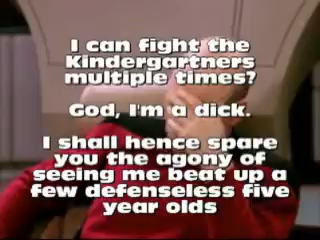 I can fight the
Kindergartners
multiple times?
God, I'm a dick.
I shall hence spare
you the agony of
seeing me beat up a
few defenseless five
year olds